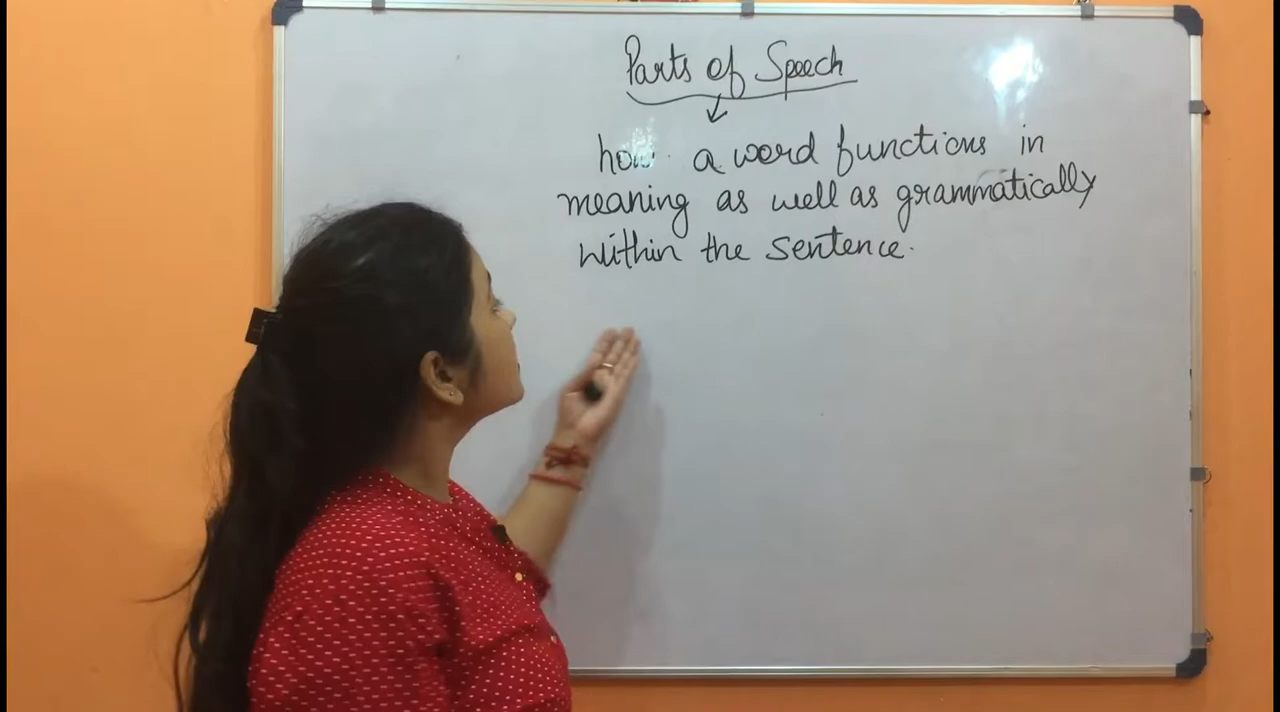 Parts of Speech
how a word functions in
meaning as well as grammatically
within the sentence.